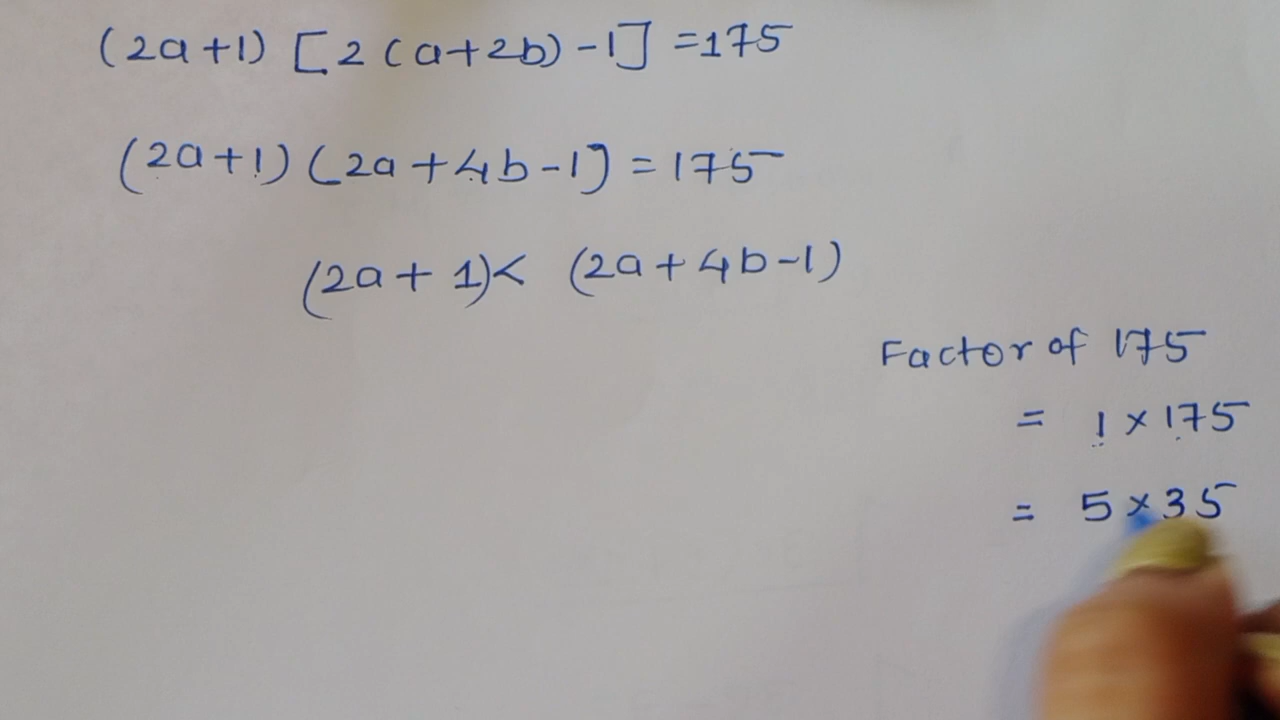 (2a+1) [2(a+2b)-1] =175
(2a+1)(2a+4b-1] = 175
(2a+1)< (2a+4b-1)
Factor of 175
= 1×175
= 5×35